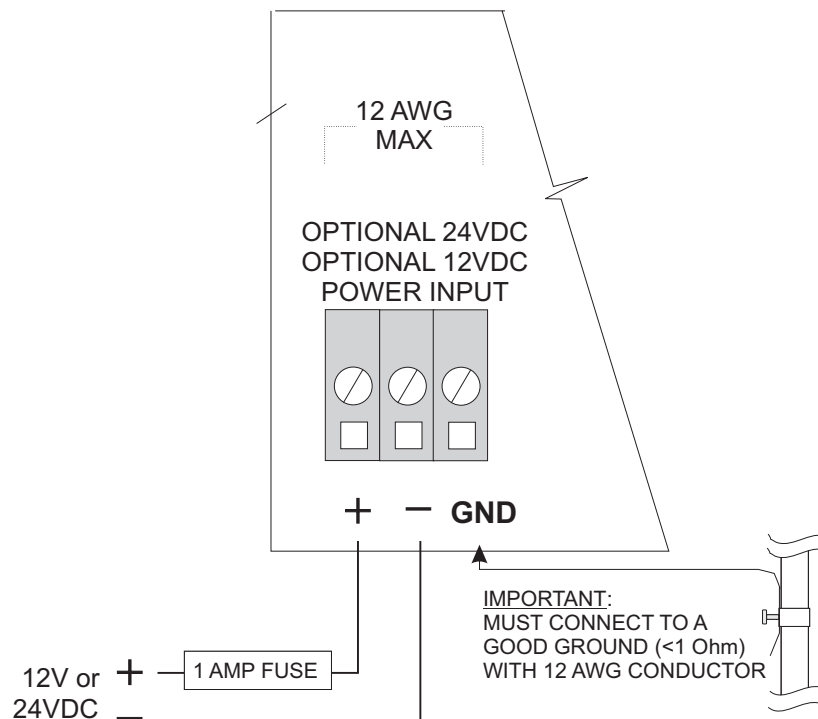 12 AWG
MAX
OPTIONAL 24VDC
OPTIONAL 12VDC
POWER INPUT
+ − GND
IMPORTANT:
MUST CONNECT TO A
GOOD GROUND (<1 Ohm)
WITH 12 AWG CONDUCTOR
12V or +
24VDC −
1 AMP FUSE